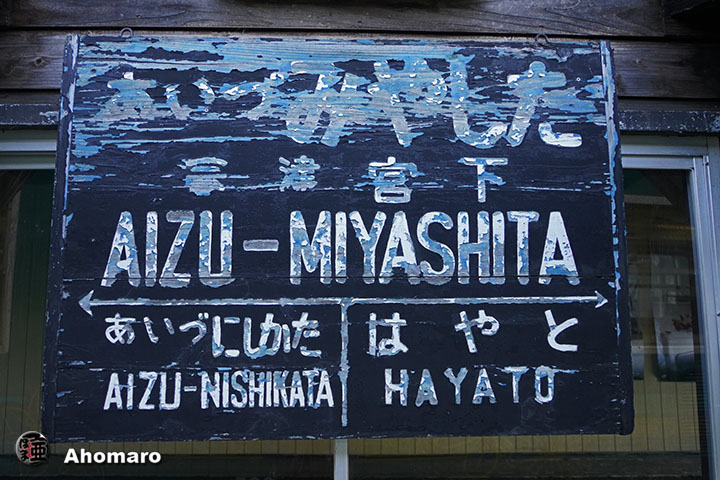 あいづみやした
会津宮下
AIZU-MIYASHITA
あいづにしかた はやと
AIZU-NISHIKATA HAYATO
Ahomaro